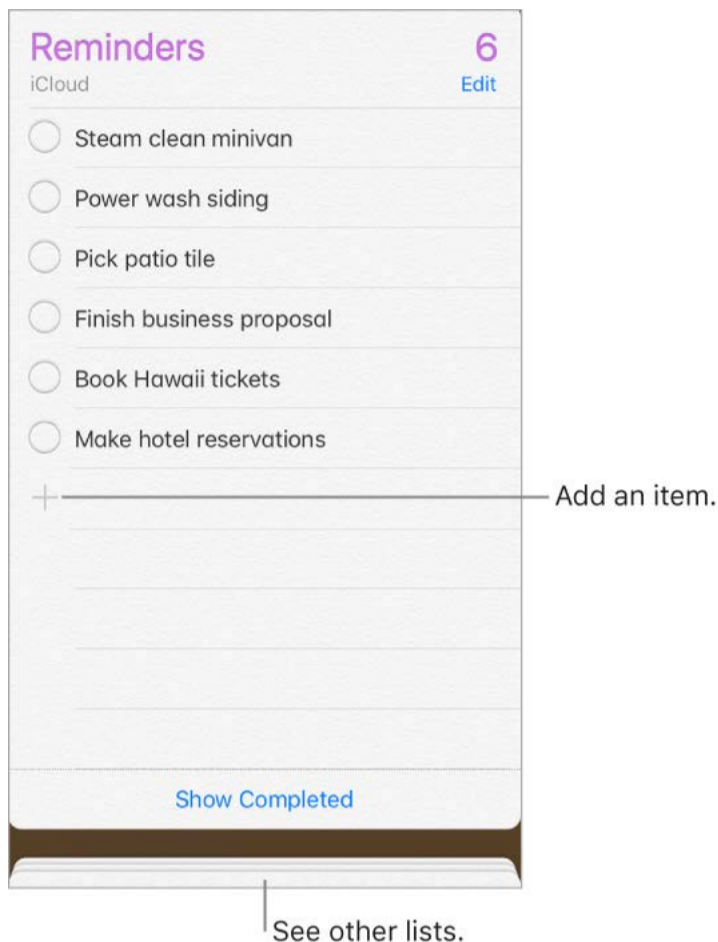 Reminders 6
iCloud Edit
Steam clean minivan
Power wash siding
Pick patio tile
Finish business proposal
Book Hawaii tickets
Make hotel reservations
Add an item.
Show Completed
See other lists.